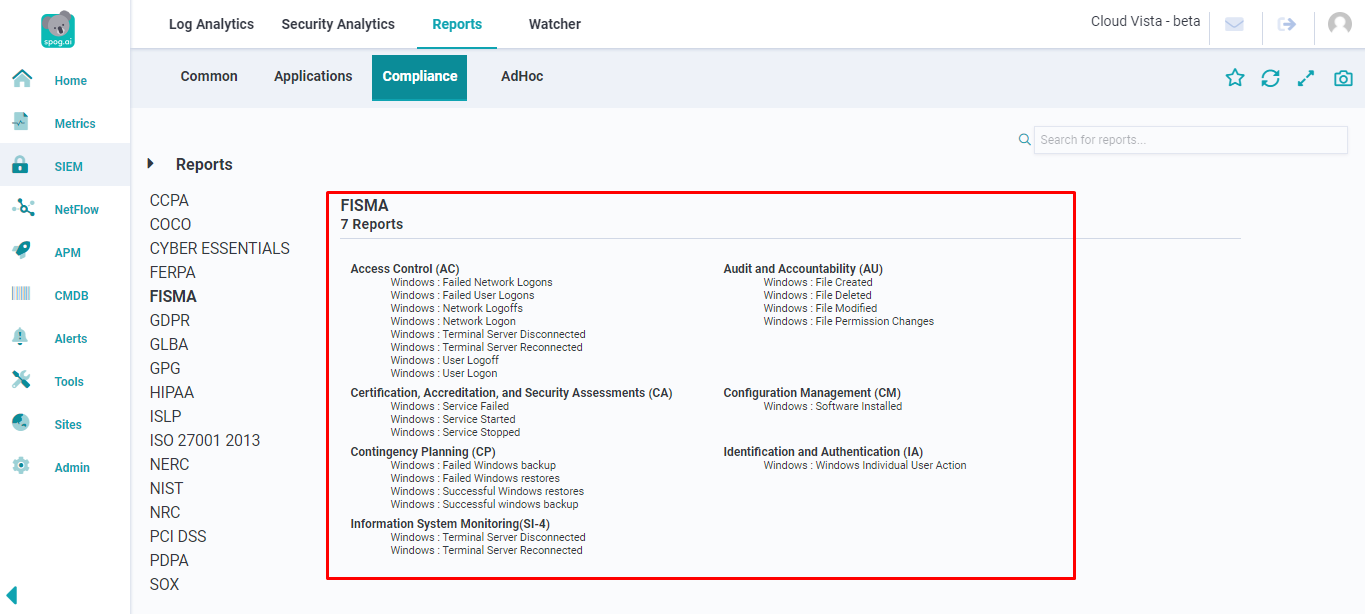 spog.ai
Log Analytics
Security Analytics
Reports
Watcher
Cloud Vista - beta
Home
Metrics
SIEM
NetFlow
APM
CMDB
Alerts
Tools
Sites
Admin
Common
Applications
Compliance
AdHoc
Search for reports...
Reports
CCPA
COCO
CYBER ESSENTIALS
FERPA
FISMA
GDPR
GLBA
GPG
HIPAA
ISLP
ISO 27001 2013
NERC
NIST
NRC
PCI DSS
PDPA
SOX
FISMA
7 Reports
Access Control (AC)
Windows : Failed Network Logons
Windows : Failed User Logons
Windows : Network Logoffs
Windows : Network Logon
Windows : Terminal Server Disconnected
Windows : Terminal Server Reconnected
Windows : User Logoff
Windows : User Logon
Audit and Accountability (AU)
Windows : File Created
Windows : File Deleted
Windows : File Modified
Windows : File Permission Changes
Certification, Accreditation, and Security Assessments (CA)
Windows : Service Failed
Windows : Service Started
Windows : Service Stopped
Configuration Management (CM)
Windows : Software Installed
Contingency Planning (CP)
Windows : Failed Windows backup
Windows : Failed Windows restores
Windows : Successful Windows restores
Windows : Successful windows backup
Identification and Authentication (IA)
Windows : Windows Individual User Action
Information System Monitoring(SI-4)
Windows : Terminal Server Disconnected
Windows : Terminal Server Reconnected